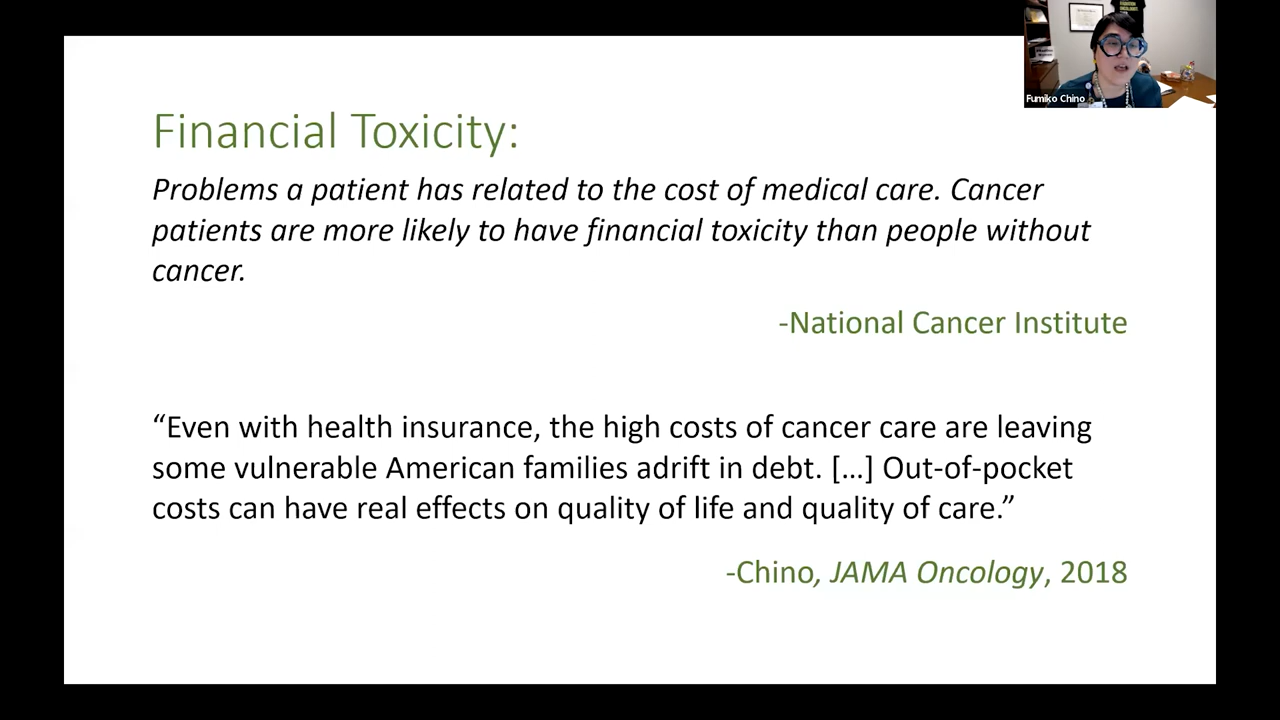 Fumiko Chino
Financial Toxicity:
Problems a patient has related to the cost of medical care. Cancer
patients are more likely to have financial toxicity than people without
cancer.
-National Cancer Institute
“Even with health insurance, the high costs of cancer care are leaving
some vulnerable American families adrift in debt. […] Out-of-pocket
costs can have real effects on quality of life and quality of care.”
-Chino, JAMA Oncology, 2018